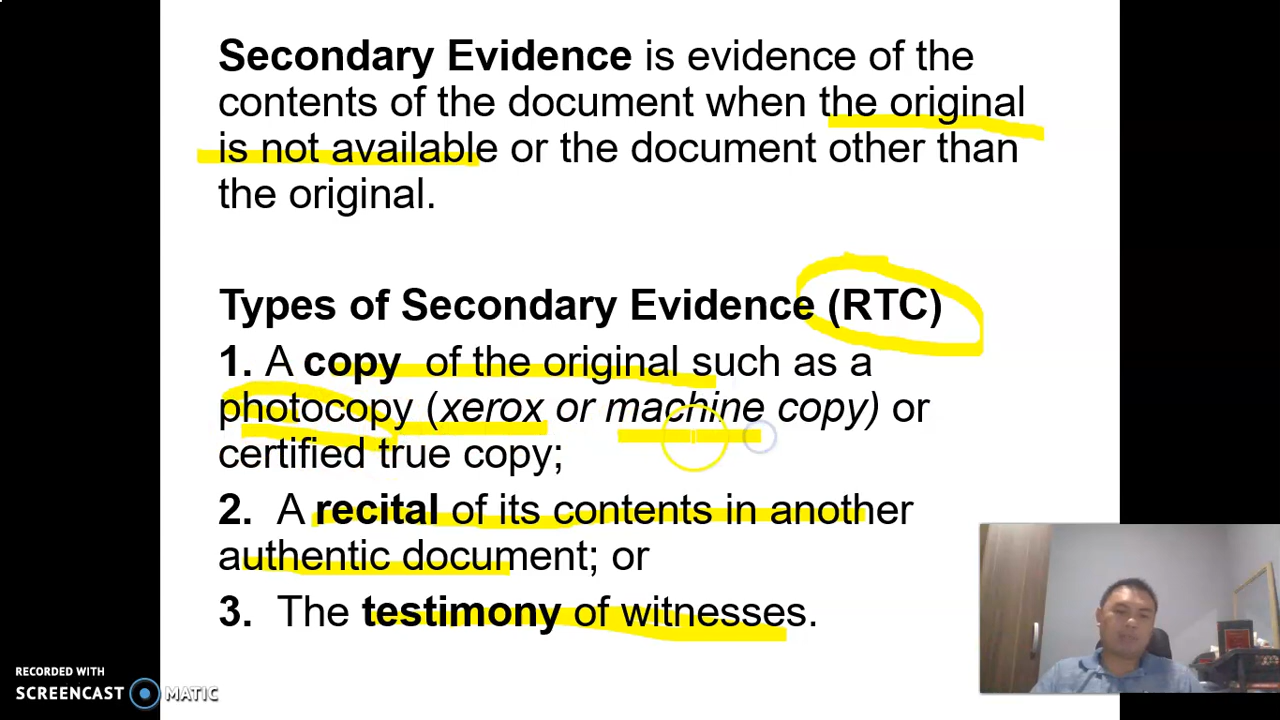 Secondary Evidence is evidence of the
contents of the document when the original
is not available or the document other than
the original.
Types of Secondary Evidence (RTC)
1. A copy of the original such as a
photocopy (xerox or machine copy) or
certified true copy;
2. A recital of its contents in another
authentic document; or
3. The testimony of witnesses.
RECORDED WITH
SCREENCAST MATIC